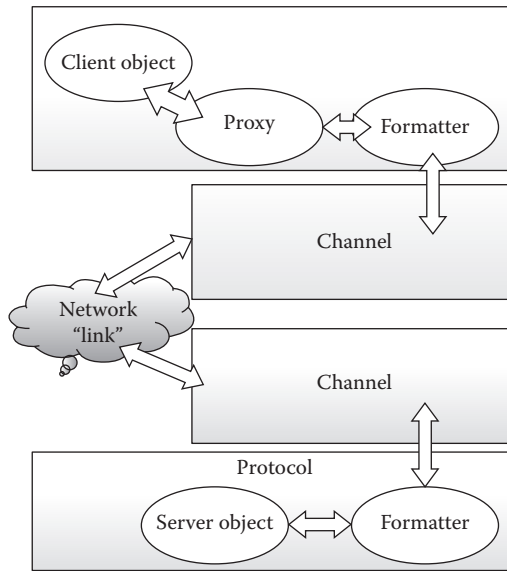 Client object
Proxy
Formatter
Channel
Network
“link”
Channel
Protocol
Server object
Formatter